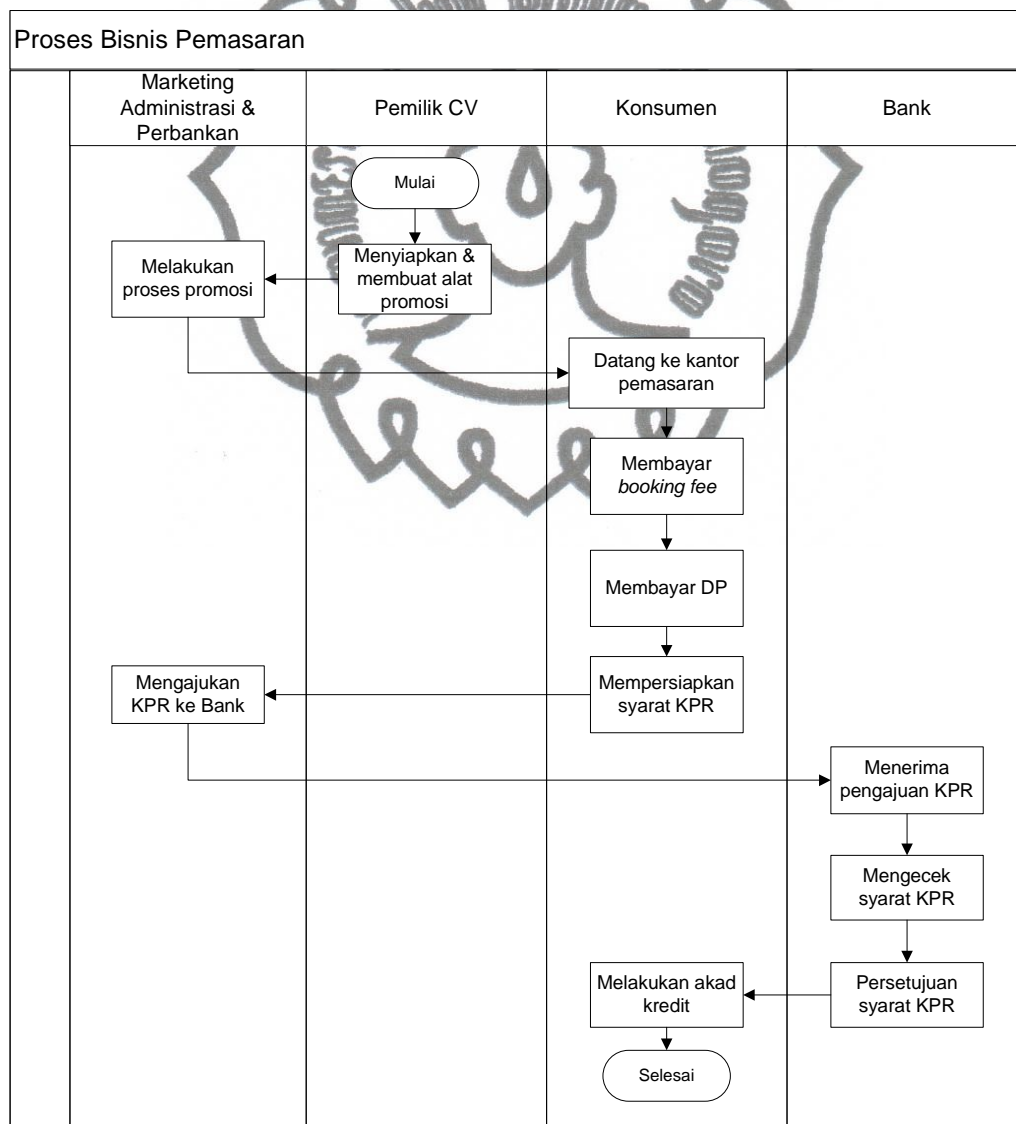 Proses Bisnis Pemasaran
Marketing
Administrasi &
Perbankan
Pemilik CV
Konsumen
Bank
Mulai
Menyiapkan &
membuat alat
promosi
Melakukan
proses promosi
Datang ke kantor
pemasaran
Membayar
booking fee
Membayar DP
Mempersiapkan
syarat KPR
Mengajukan
KPR ke Bank
Menerima
pengajuan KPR
Mengecek
syarat KPR
Persetujuan
syarat KPR
Melakukan akad
kredit
Selesai